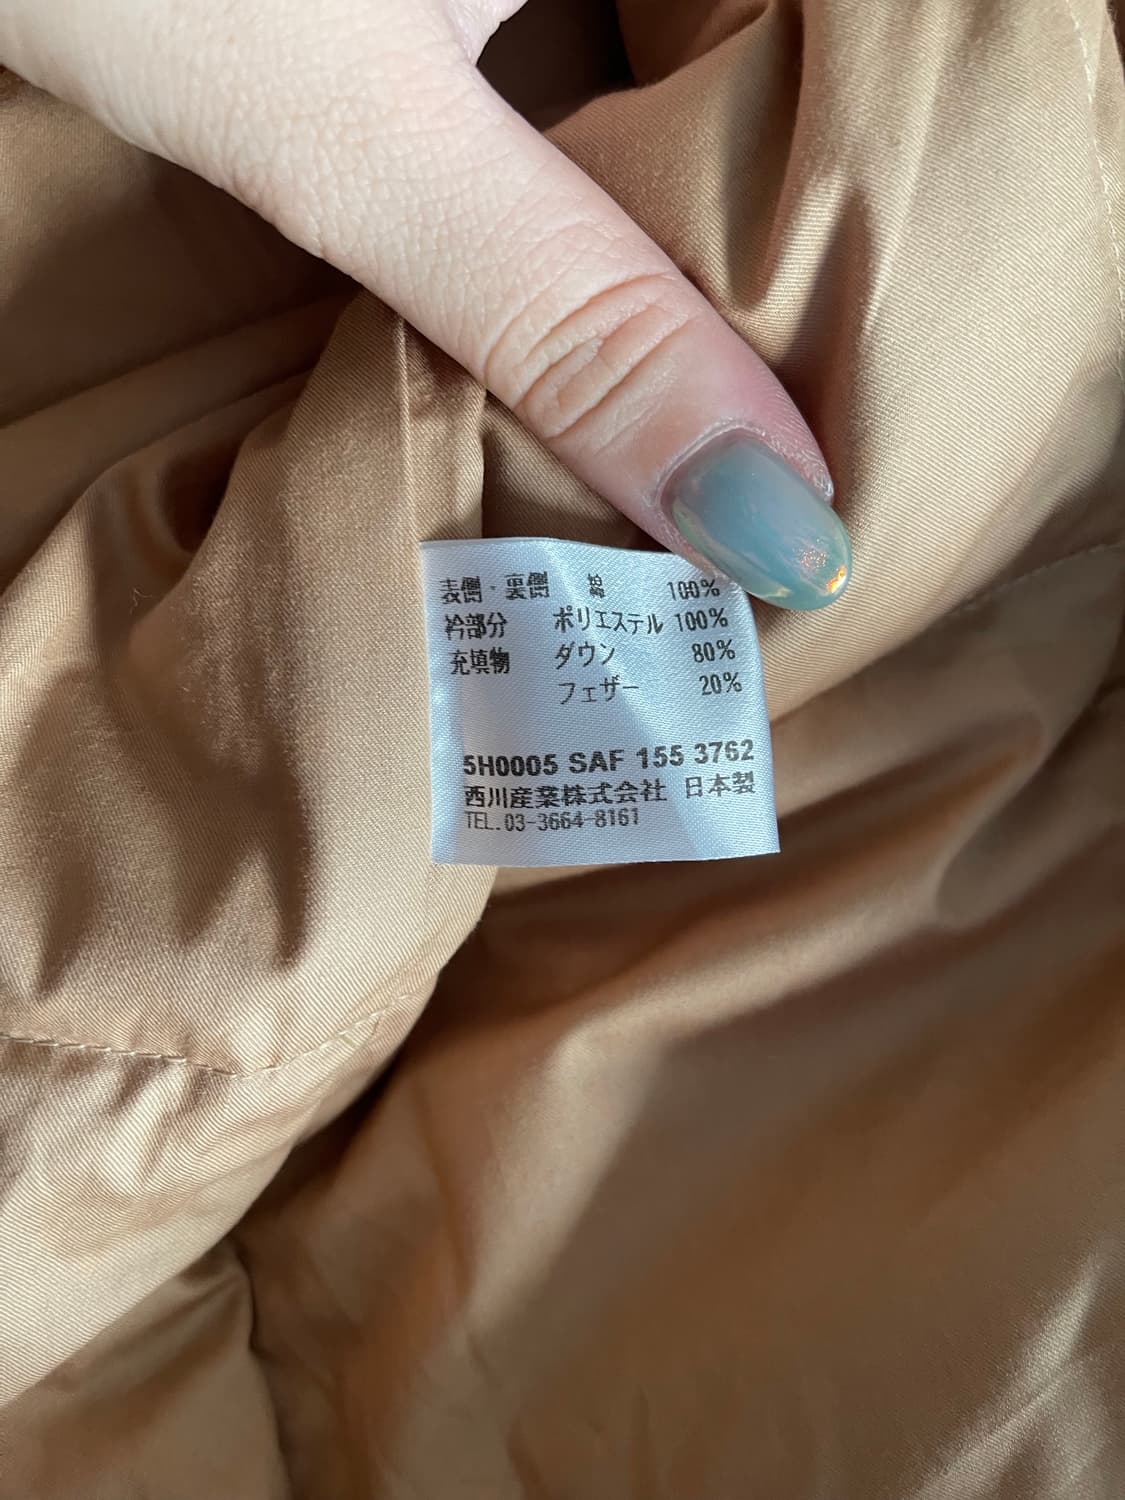 表側・裏側 綿 100%
衿部分 ポリエステル 100%
充填物 ダウン 80%
フェザー 20%
5H0005 SAF 155 3762
西川産業株式会社 日本製
TEL.03-3664-8161